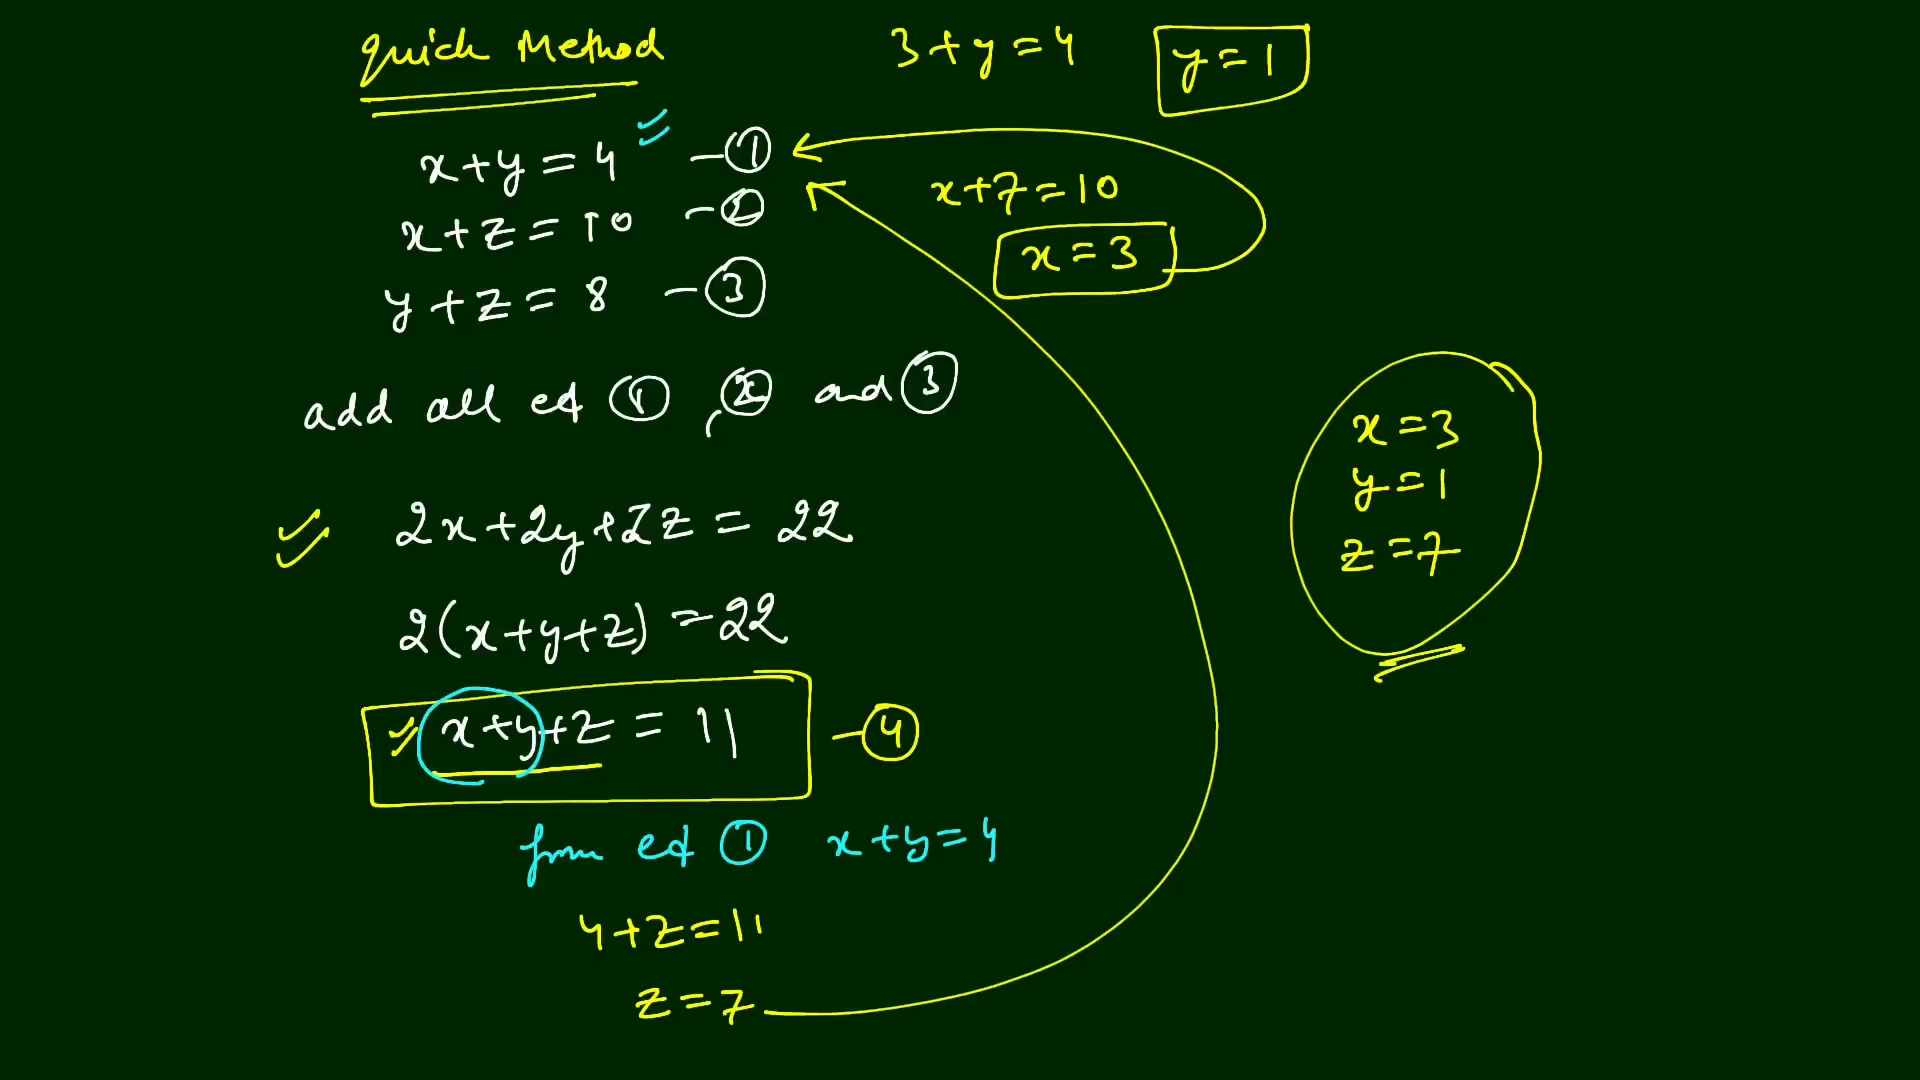 quick Method
x+y=4 -①
x+z=10 -②
y+z=8 -③
add all eq ①, ② and ③
2x+2y+2z=22
2(x+y+z)=22
x+y+z=11 -④
from eq ① x+y=4
4+z=11
z=7
x+7=10
x=3
3+y=4 y=1
x=3
y=1
z=7